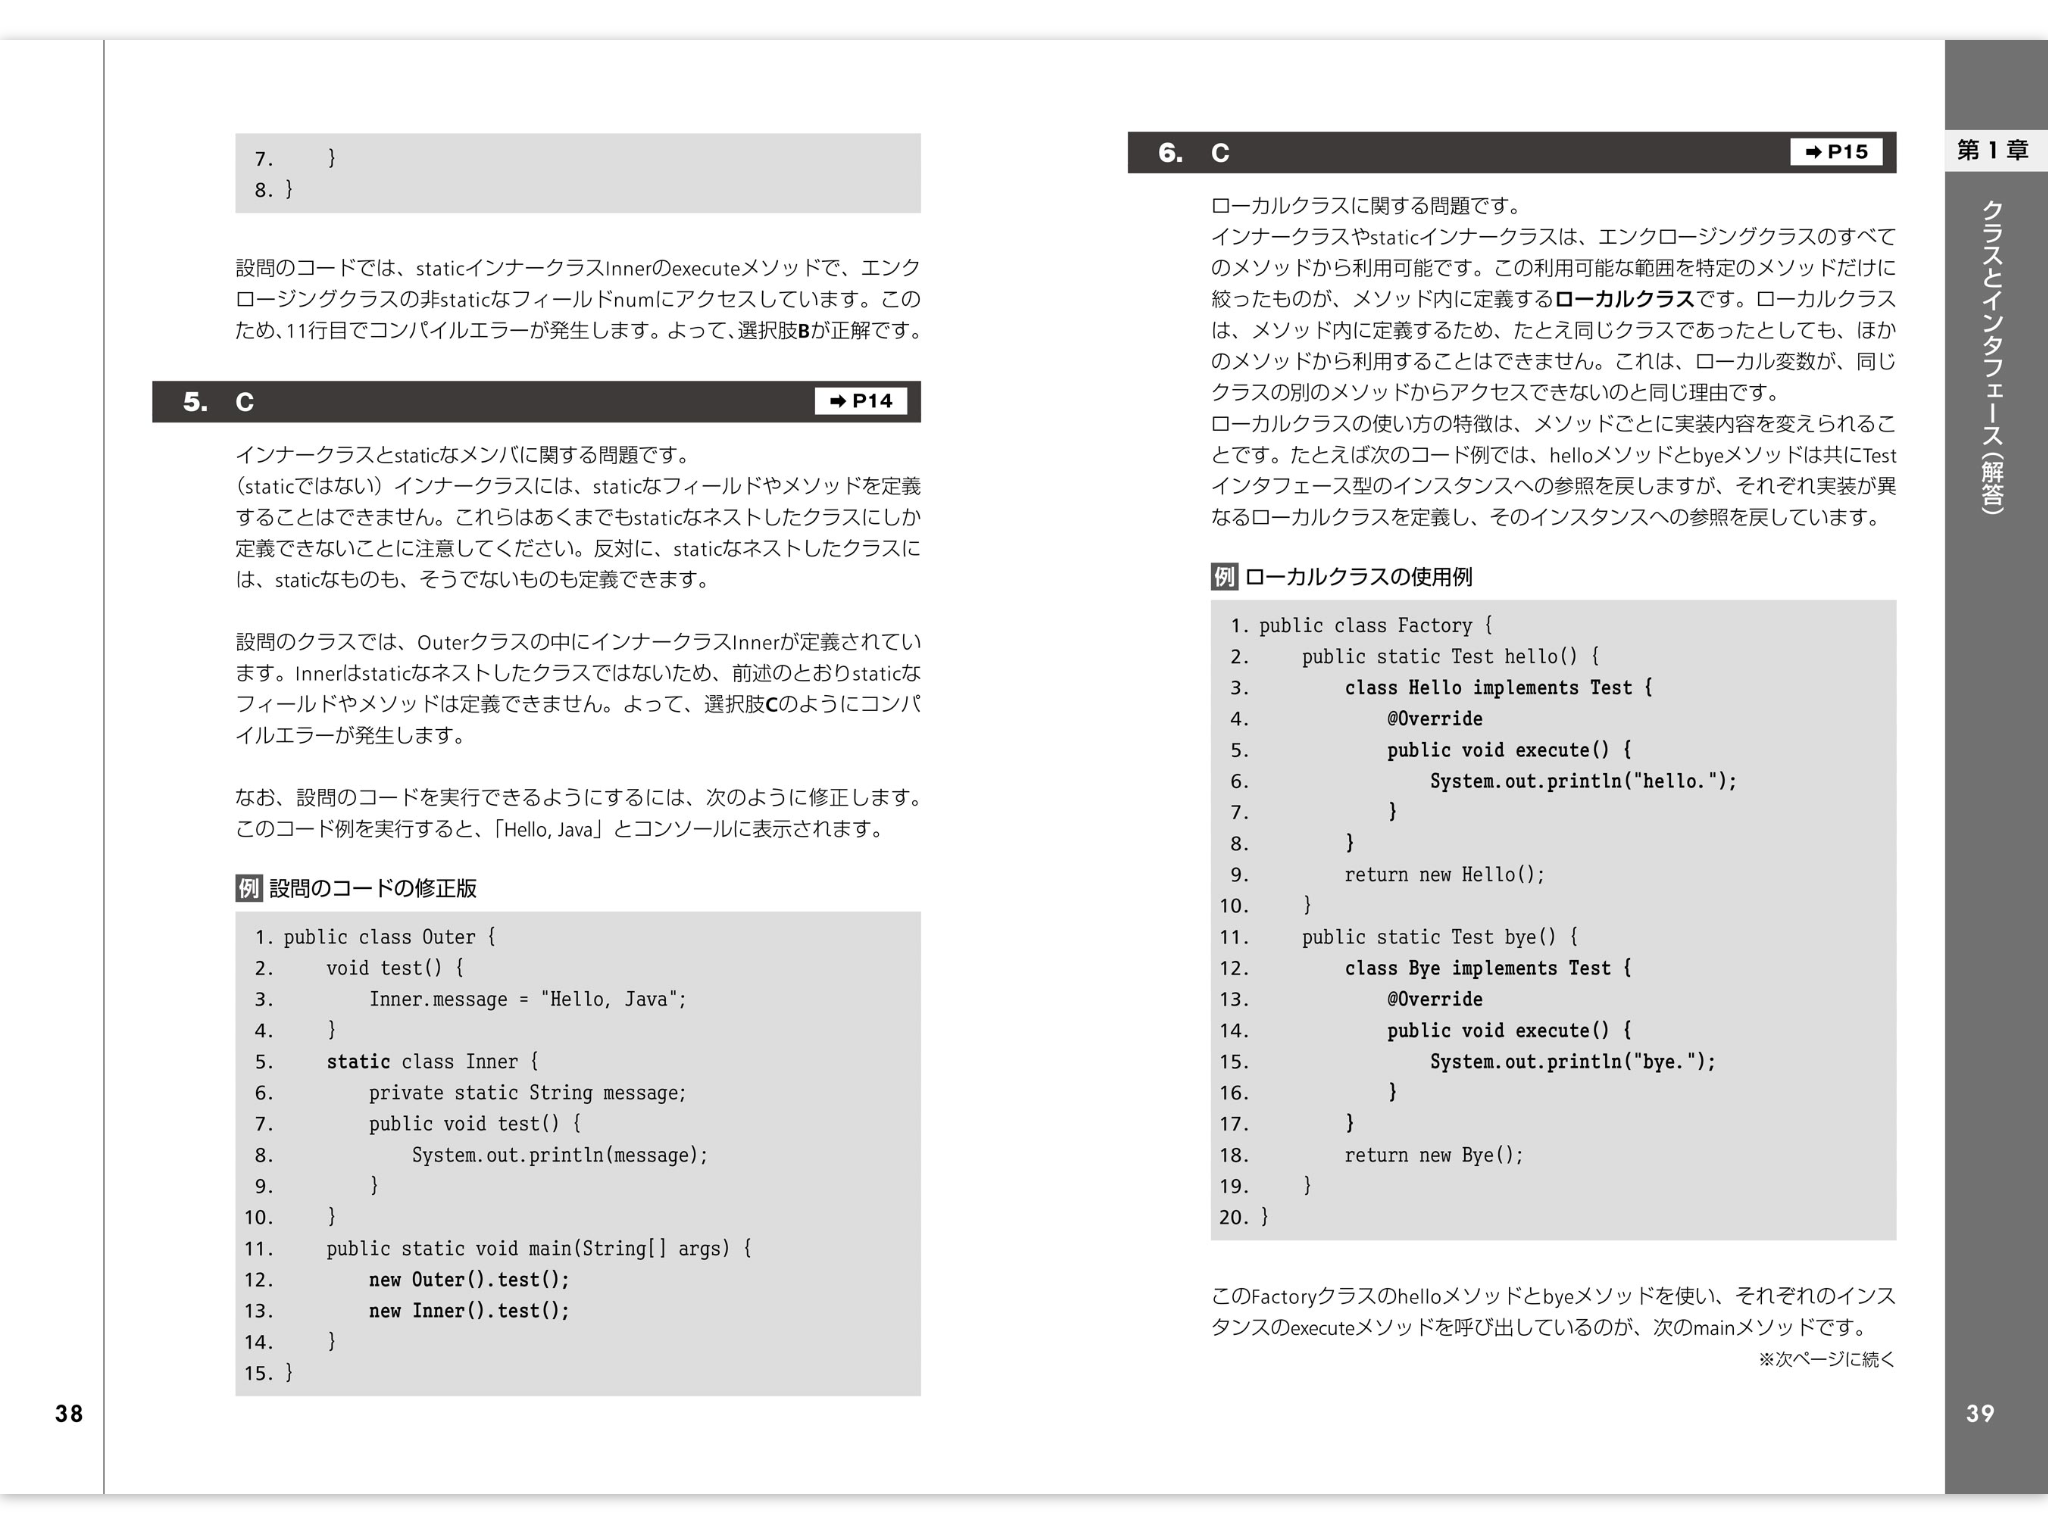 7.     }
8. }
設問のコードでは、staticインナークラスInnerのexecuteメソッドで、エンク
ロージングクラスの非staticなフィールドnumにアクセスしています。この
ため、11行目でコンパイルエラーが発生します。よって、選択肢Bが正解です。
5. C ➡ P14
インナークラスとstaticなメンバに関する問題です。
（staticではない）インナークラスには、staticなフィールドやメソッドを定義
することはできません。これらはあくまでもstaticなネストしたクラスにしか
定義できないことに注意してください。反対に、staticなネストしたクラスに
は、staticなものも、そうでないものも定義できます。
設問のクラスでは、Outerクラスの中にインナークラスInnerが定義されてい
ます。Innerはstaticなネストしたクラスではないため、前述のとおりstaticな
フィールドやメソッドは定義できません。よって、選択肢Cのようにコンパ
イルエラーが発生します。
なお、設問のコードを実行できるようにするには、次のように修正します。
このコード例を実行すると、「Hello, Java」とコンソールに表示されます。
例 設問のコードの修正版
1. public class Outer {
2.     void test() {
3.         Inner.message = "Hello, Java";
4.     }
5.     static class Inner {
6.         private static String message;
7.         public void test() {
8.             System.out.println(message);
9.         }
10.     }
11.     public static void main(String[] args) {
12.         new Outer().test();
13.         new Inner().test();
14.     }
15. }
38
6. C ➡ P15
ローカルクラスに関する問題です。
インナークラスやstaticインナークラスは、エンクロージングクラスのすべて
のメソッドから利用可能です。この利用可能な範囲を特定のメソッドだけに
絞ったものが、メソッド内に定義するローカルクラスです。ローカルクラス
は、メソッド内に定義するため、たとえ同じクラスであったとしても、ほか
のメソッドから利用することはできません。これは、ローカル変数が、同じ
クラスの別のメソッドからアクセスできないのと同じ理由です。
ローカルクラスの使い方の特徴は、メソッドごとに実装内容を変えられるこ
とです。たとえば次のコード例では、helloメソッドとbyeメソッドは共にTest
インタフェース型のインスタンスへの参照を戻しますが、それぞれ実装が異
なるローカルクラスを定義し、そのインスタンスへの参照を戻しています。
例 ローカルクラスの使用例
1. public class Factory {
2.     public static Test hello() {
3.         class Hello implements Test {
4.             @Override
5.             public void execute() {
6.                 System.out.println("hello.");
7.             }
8.         }
9.         return new Hello();
10.     }
11.     public static Test bye() {
12.         class Bye implements Test {
13.             @Override
14.             public void execute() {
15.                 System.out.println("bye.");
16.             }
17.         }
18.         return new Bye();
19.     }
20. }
このFactoryクラスのhelloメソッドとbyeメソッドを使い、それぞれのインス
タンスのexecuteメソッドを呼び出しているのが、次のmainメソッドです。
※次ページに続く
第1章
クラスとインタフェース（解答）
39